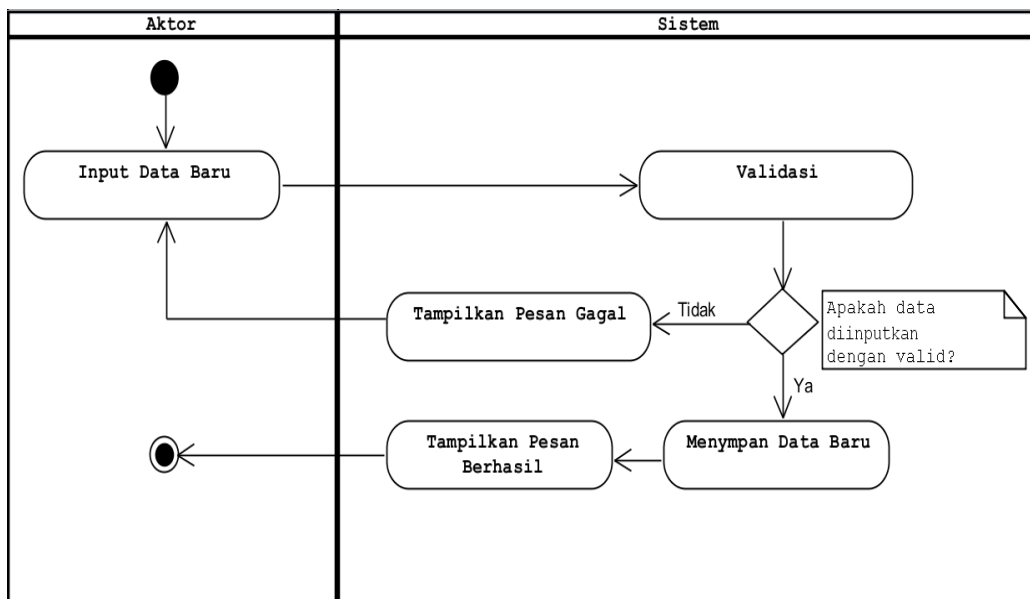 Aktor
Sistem
Input Data Baru
Validasi
Tampilkan Pesan Gagal
Tidak
Apakah data
diinputkan
dengan valid?
Ya
Tampilkan Pesan
Berhasil
Menympan Data Baru